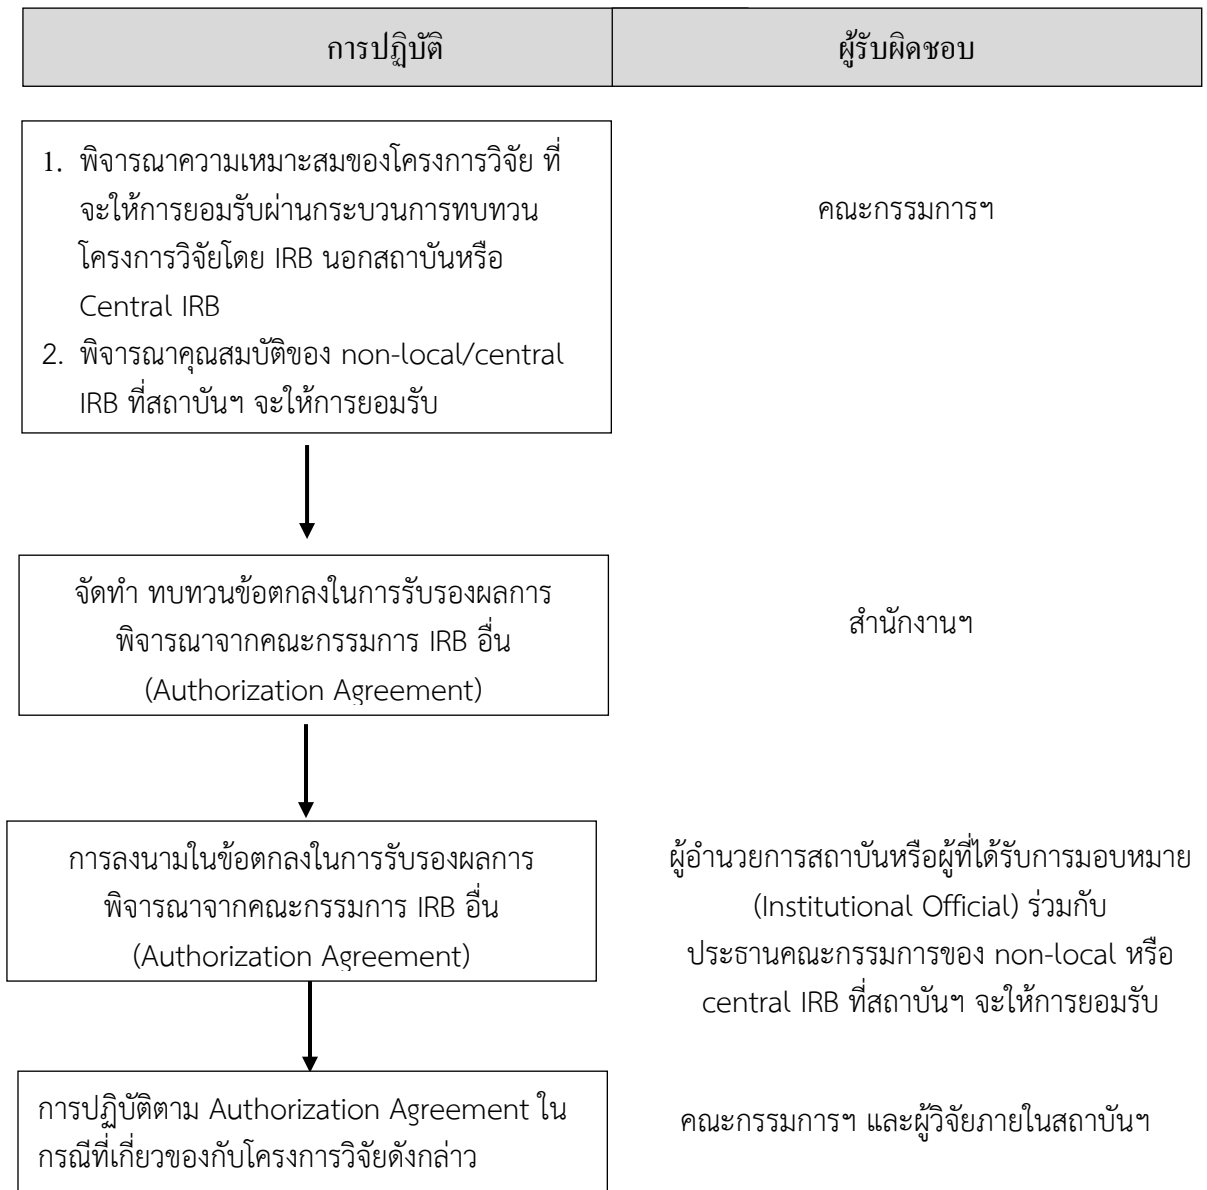 การปฏิบัติ
ผู้รับผิดชอบ
1. พิจารณาความเหมาะสมของโครงการวิจัย ที่
จะให้การยอมรับผ่านกระบวนการทบทวน
โครงการวิจัยโดย IRB นอกสถาบันหรือ
Central IRB
2. พิจารณาคุณสมบัติของ non-local/central
IRB ที่สถาบันฯ จะให้การยอมรับ
คณะกรรมการฯ
จัดทำ ทบทวนข้อตกลงในการรับรองผลการ
พิจารณาจากคณะกรรมการ IRB อื่น
(Authorization Agreement)
สำนักงานฯ
การลงนามในข้อตกลงในการรับรองผลการ
พิจารณาจากคณะกรรมการ IRB อื่น
(Authorization Agreement)
ผู้อำนวยการสถาบันหรือผู้ที่ได้รับการมอบหมาย
(Institutional Official) ร่วมกับ
ประธานคณะกรรมการของ non-local หรือ
central IRB ที่สถาบันฯ จะให้การยอมรับ
การปฏิบัติตาม Authorization Agreement ใน
กรณีที่เกี่ยวของกับโครงการวิจัยดังกล่าว
คณะกรรมการฯ และผู้วิจัยภายในสถาบันฯ